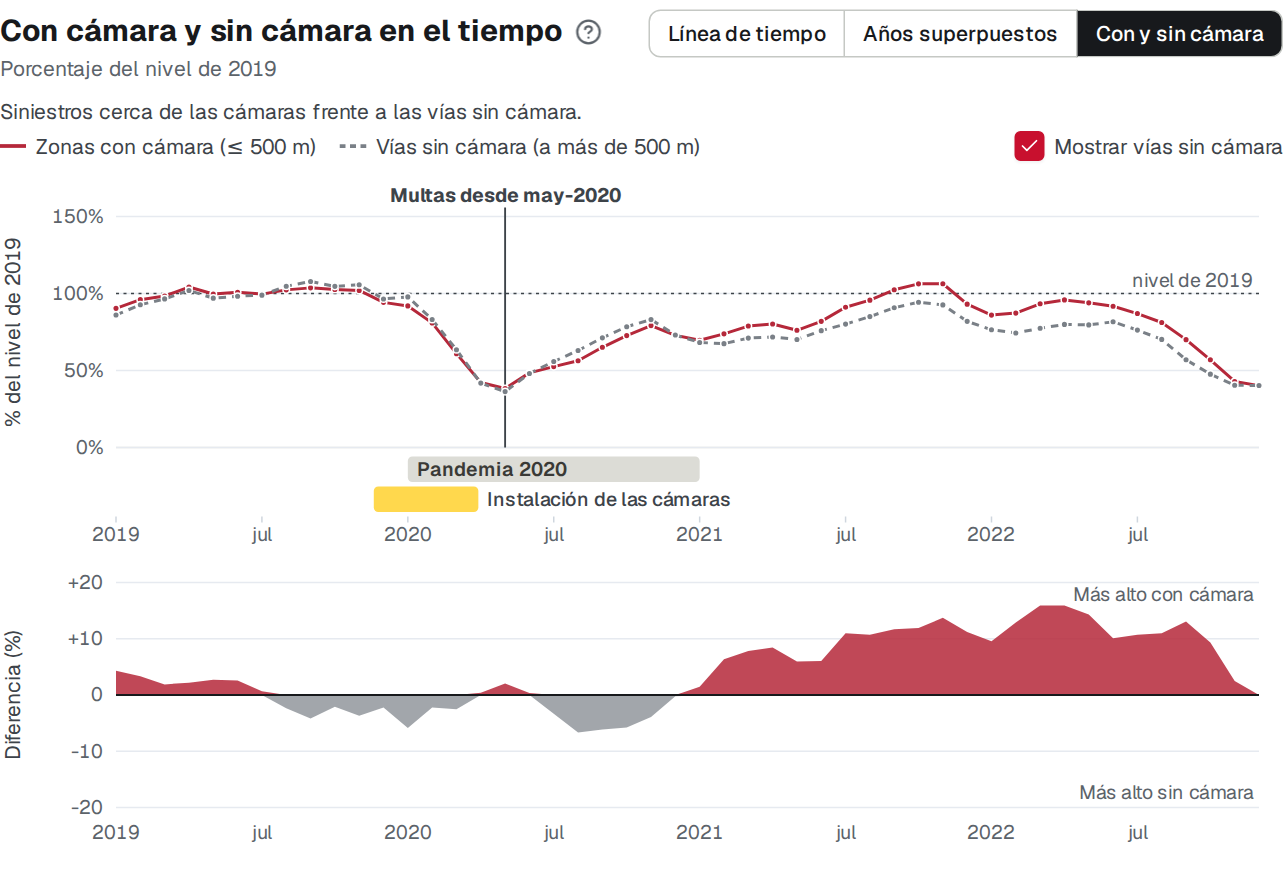 Con cámara y sin cámara en el tiempo ?
Línea de tiempo
Años superpuestos
Con y sin cámara
Porcentaje del nivel de 2019
Siniestros cerca de las cámaras frente a las vías sin cámara.
Zonas con cámara (≤ 500 m)
Vías sin cámara (a más de 500 m)
Mostrar vías sin cámara
Multas desde may-2020
% del nivel de 2019
150%
100%
50%
0%
nivel de 2019
Pandemia 2020
Instalación de las cámaras
2019 jul 2020 jul 2021 jul 2022 jul
Diferencia (%)
+20
+10
0
-10
-20
Más alto con cámara
Más alto sin cámara
2019 jul 2020 jul 2021 jul 2022 jul